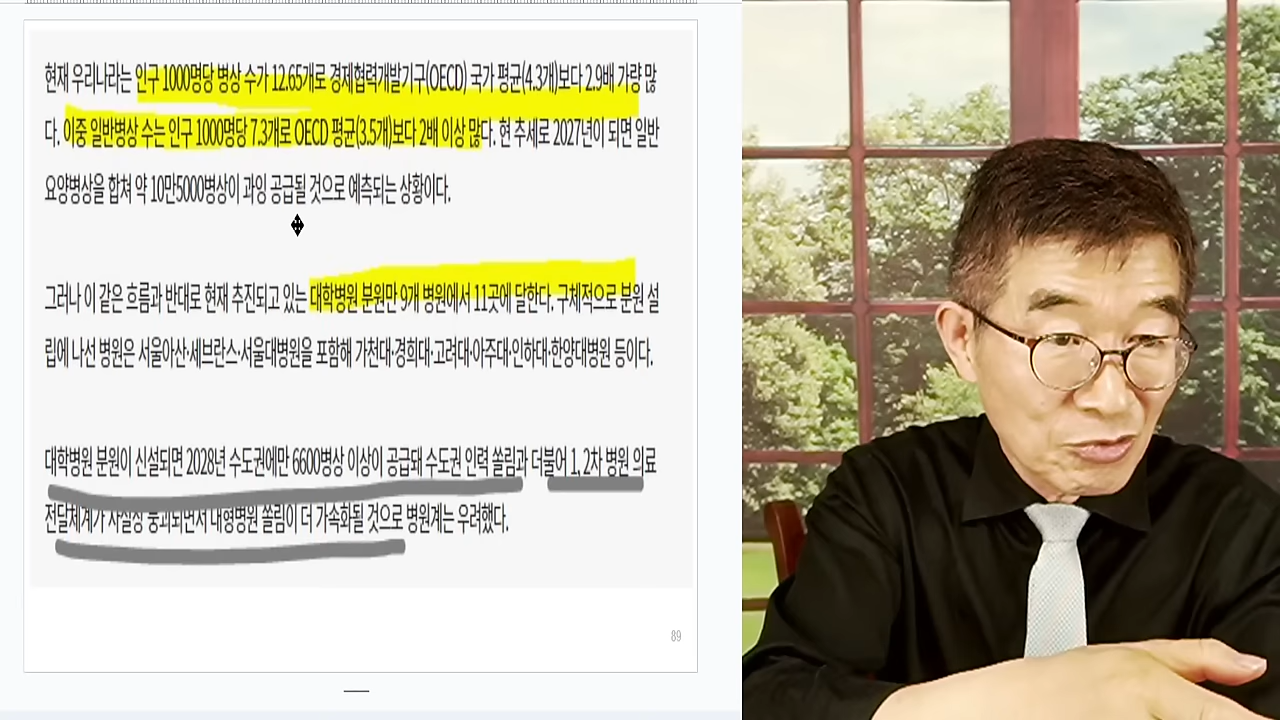 현재 우리나라는 인구 1000명당 병상 수가 12.65개로 경제협력개발기구(OECD) 국가 평균(4.3개)보다 2.9배 가량 많
다. 이중 일반병상 수는 인구 1000명당 7.3개로 OECD 평균(3.5개)보다 2배 이상 많다. 현 추세로 2027년이 되면 일반
요양병상을 합쳐 약 10만5000병상이 과잉 공급될 것으로 예측되는 상황이다.
그러나 이 같은 흐름과 반대로 현재 추진되고 있는 대학병원 분원만 9개 병원에서 11곳에 달한다. 구체적으로 분원 설
립에 나선 병원은 서울아산·세브란스·서울대병원을 포함해 가천대·경희대·고려대·아주대·인하대·한양대병원 등이다.
대학병원 분원이 신설되면 2028년 수도권에만 6600병상 이상이 공급돼 수도권 인력 쏠림과 더불어 1, 2차 병원 의료
전달체계가 사실상 붕괴되면서 대형병원 쏠림이 더 가속화될 것으로 병원계는 우려했다.
89